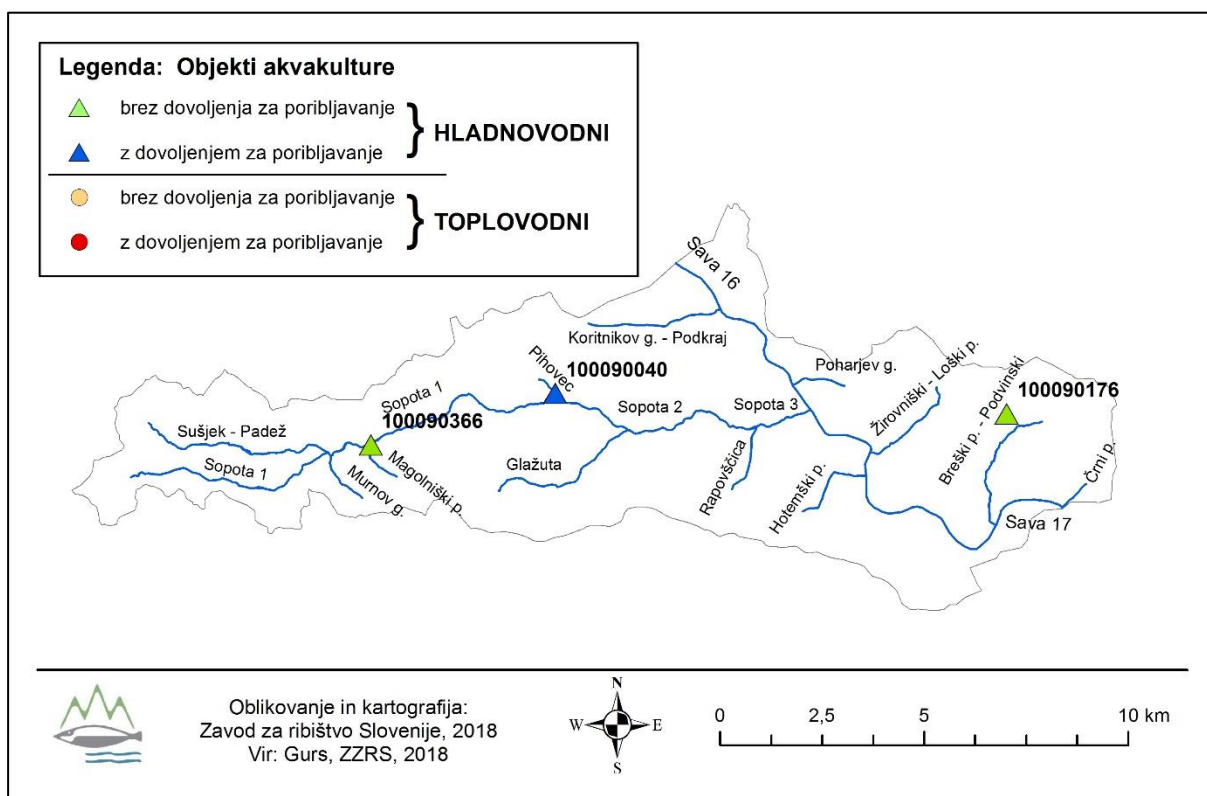 Legenda: Objekti akvakulture
brez dovoljenja za poribljavanje
z dovoljenjem za poribljavanje
HLADNOVODNI
brez dovoljenja za poribljavanje
z dovoljenjem za poribljavanje
TOPLOVODNI
Sava 16
Koritnikov g. - Podkraj
Pihovec
100090040
Poharjev g.
Žirovniški - Loški p.
Breški p. - Podvinski
100090176
Sopota 1
100090366
Sopota 2
Sopota 3
Sušjek - Padež
Sopota 1
Murnov g.
Magolniški p.
Glažuta
Rapovščica
Hotemški p.
Črni p.
Sava 17
Oblikovanje in kartografija:
Zavod za ribištvo Slovenije, 2018
Vir: Gurs, ZZRS, 2018
N
W
E
S
0
2,5
5
10 km